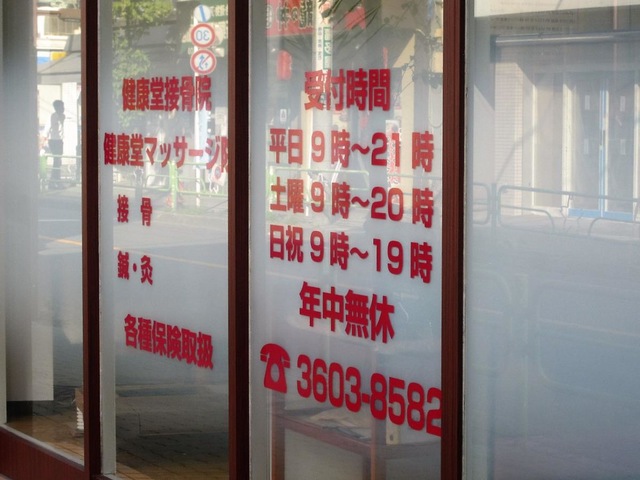 健康堂接骨院
健康堂マッサージ院
接骨
鍼・灸
各種保険取扱
受付時間
平日9時～21時
土曜9時～20時
日祝9時～19時
年中無休
☎3603-8582
30